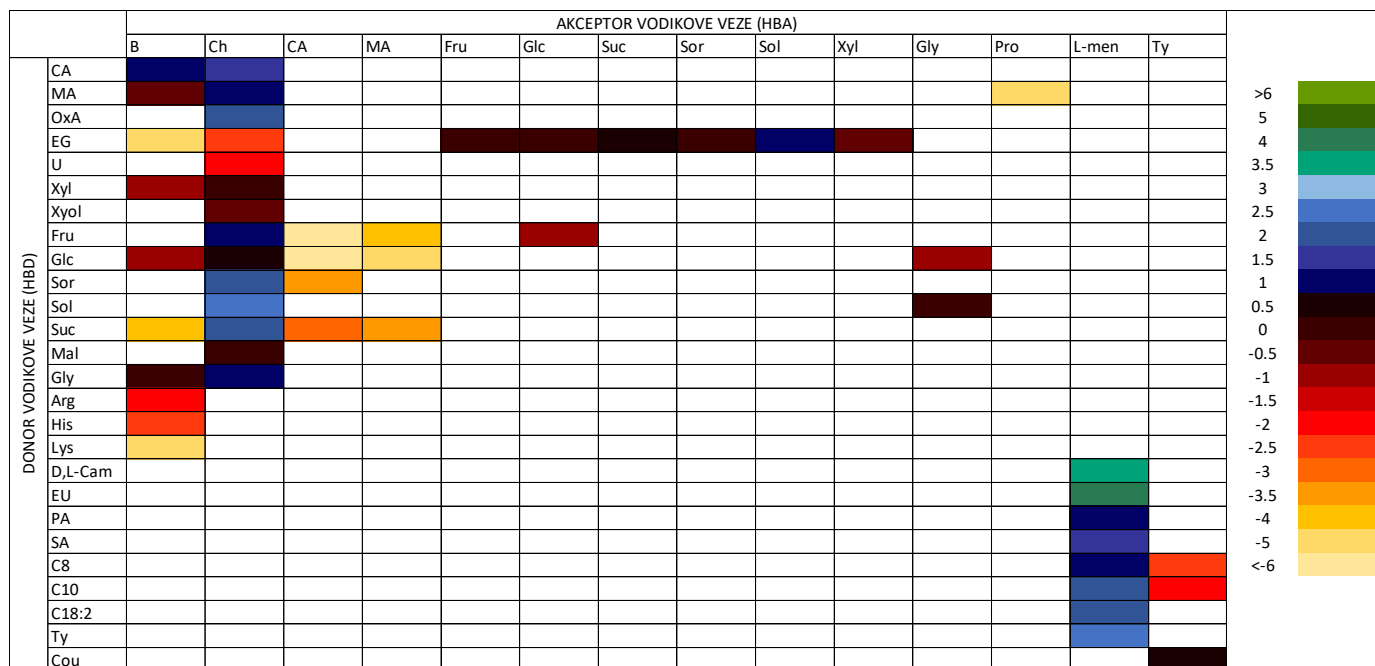 AKCEPTOR VODIKOVE VEZE (HBA)
B Ch CA MA Fru Glc Suc Sor Sol Xyl Gly Pro L-men Ty
DONOR VODIKOVE VEZE (HBD)
CA
MA
OxA
EG
U
Xyl
Xyol
Fru
Glc
Sor
Sol
Suc
Mal
Gly
Arg
His
Lys
D,L-Cam
EU
PA
SA
C8
C10
C18:2
Ty
Cou
>6
5
4
3.5
3
2.5
2
1.5
1
0.5
0
-0.5
-1
-1.5
-2
-2.5
-3
-3.5
-4
-5
<-6